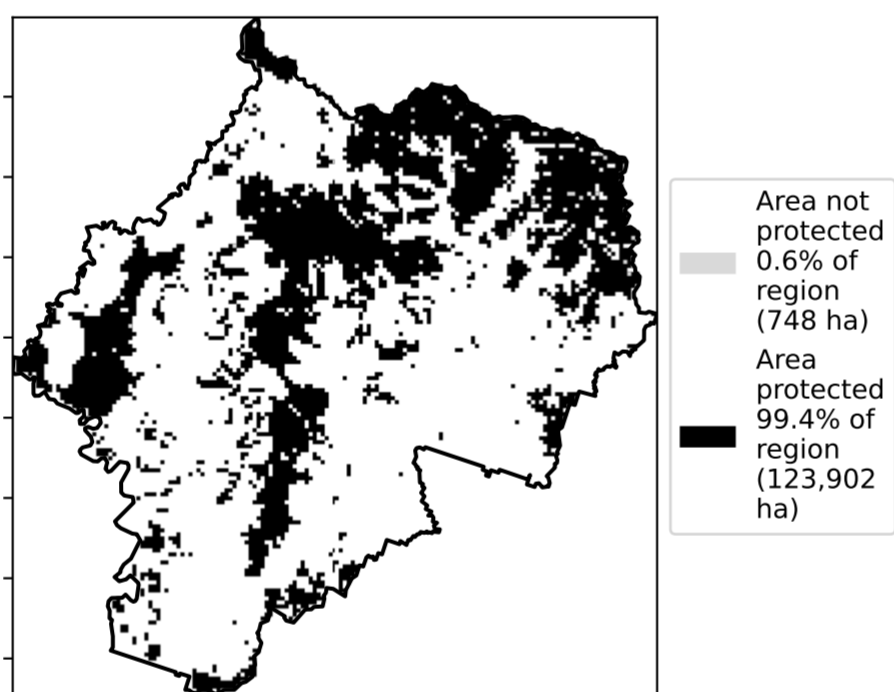 Area not
protected
0.6% of
region
(748 ha)
Area
protected
99.4% of
region
(123,902
ha)